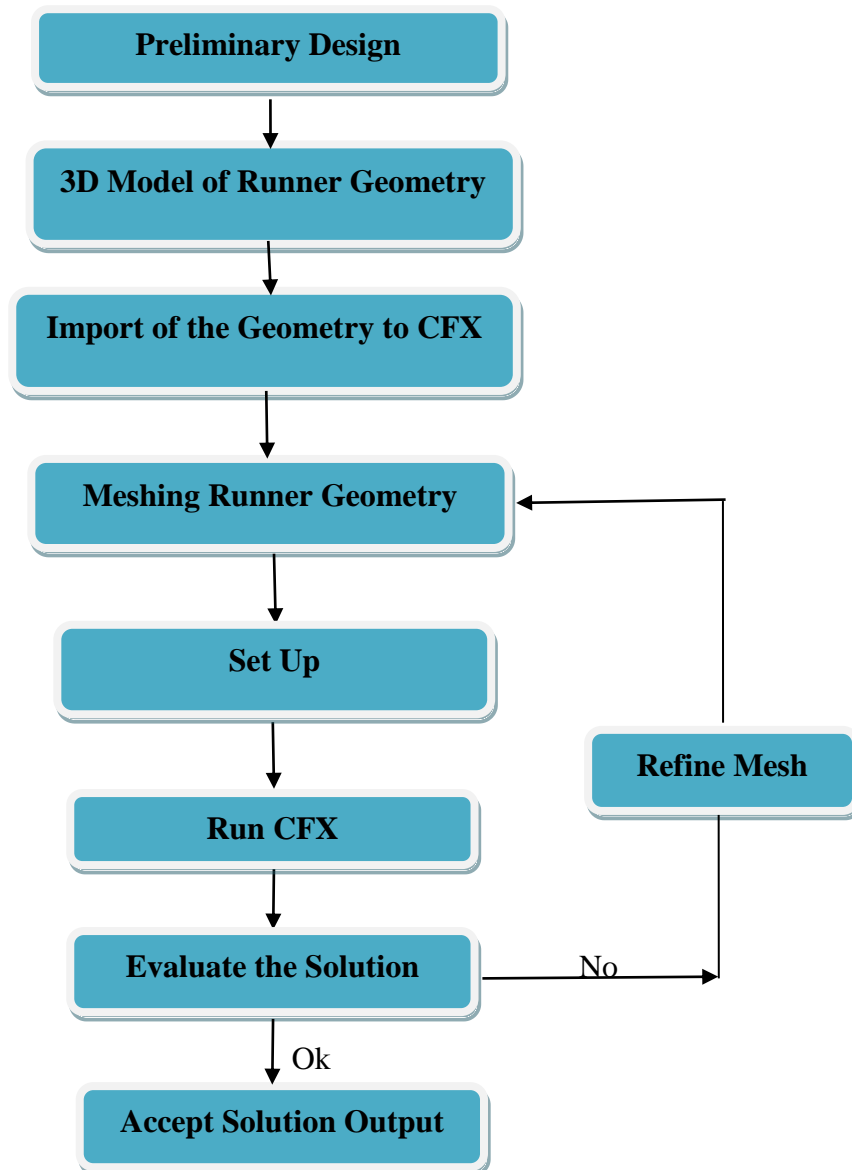 Preliminary Design
3D Model of Runner Geometry
Import of the Geometry to CFX
Meshing Runner Geometry
Set Up
Refine Mesh
Run CFX
Evaluate the Solution
No
Ok
Accept Solution Output